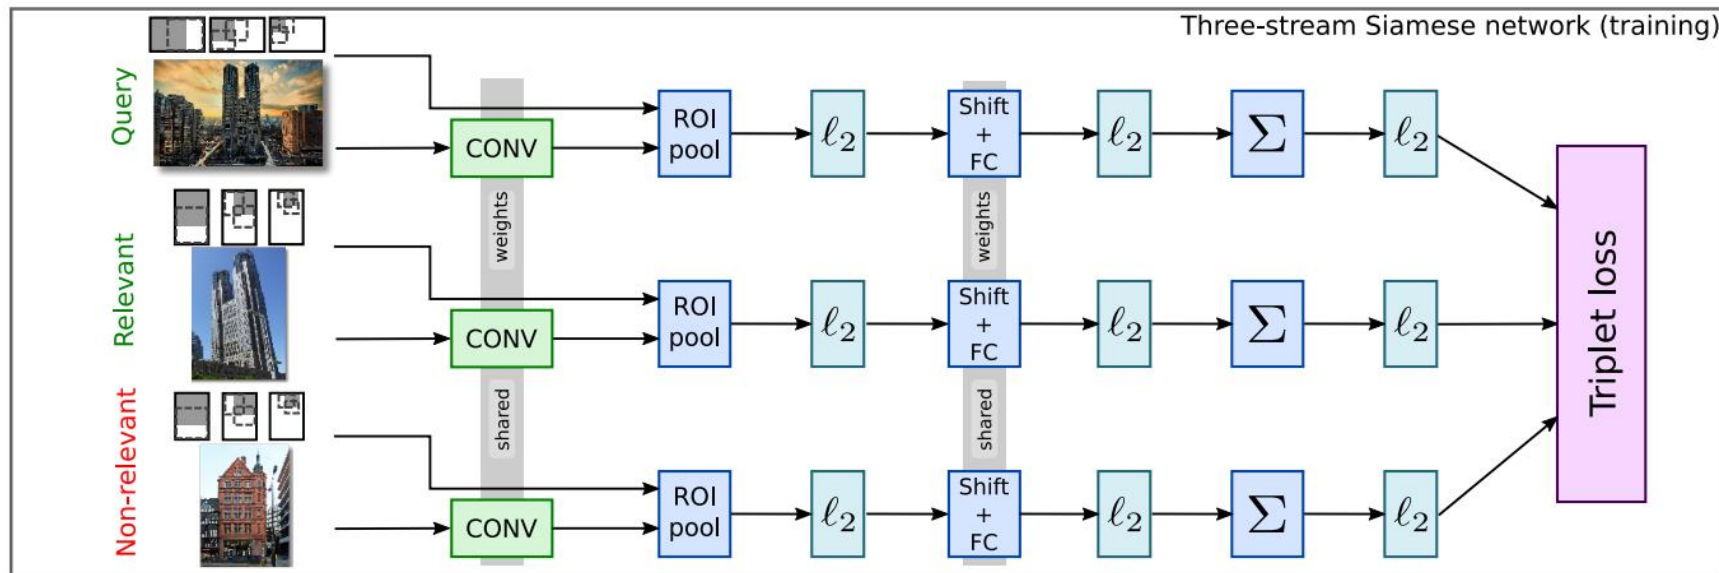 Three-stream Siamese network (training)
Query
CONV
ROI
pool
ℓ₂
Shift
+
FC
ℓ₂
Σ
ℓ₂
weights
weights
Relevant
CONV
ROI
pool
ℓ₂
Shift
+
FC
ℓ₂
Σ
ℓ₂
Triplet loss
shared
shared
Non-relevant
CONV
ROI
pool
ℓ₂
Shift
+
FC
ℓ₂
Σ
ℓ₂